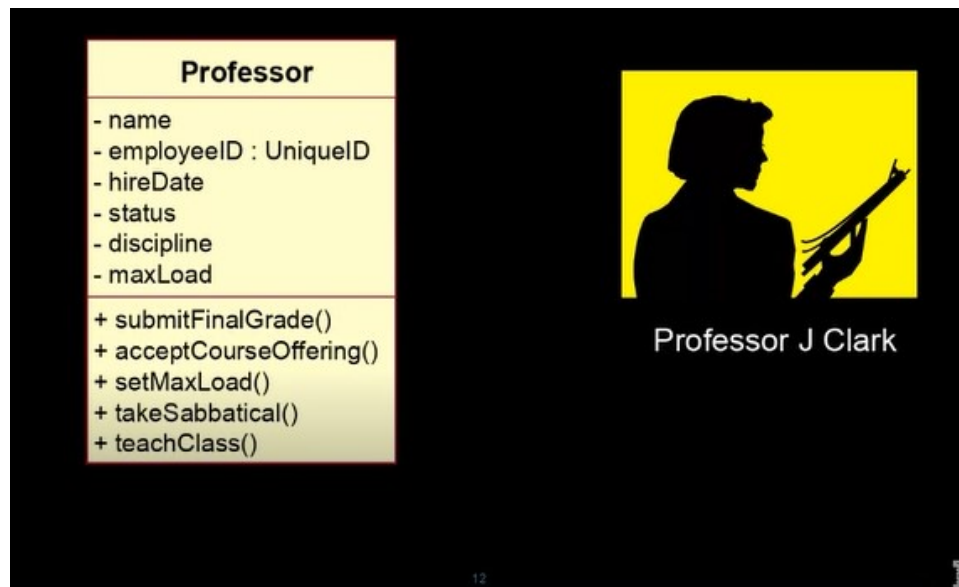 Professor
- name
- employeeID : UniqueID
- hireDate
- status
- discipline
- maxLoad
+ submitFinalGrade()
+ acceptCourseOffering()
+ setMaxLoad()
+ takeSabbatical()
+ teachClass()
Professor J Clark
12